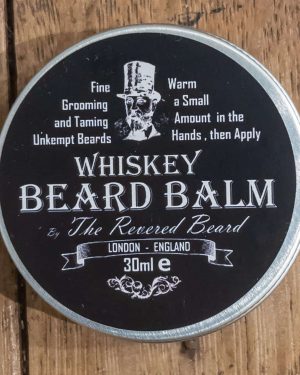 Fine
Grooming
and Taming
Unkempt Beards
Warm
a Small
Amount in the
Hands , then Apply
WHISKEY
BEARD BALM
By The Revered Beard
LONDON - ENGLAND
30ml e